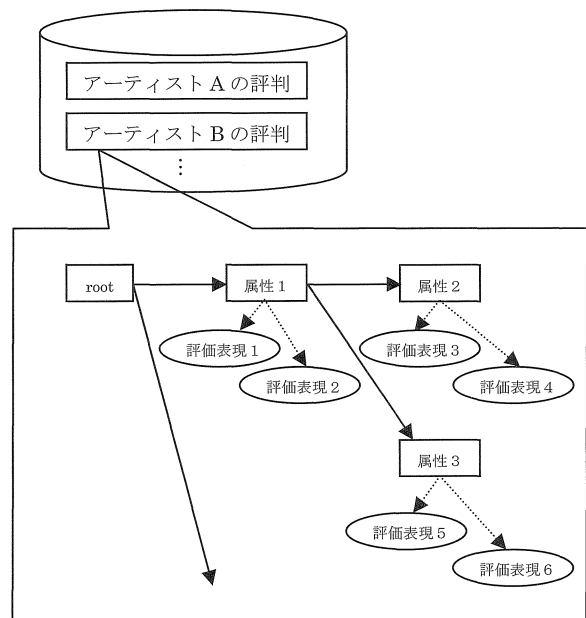 アーティスト A の評判
アーティスト B の評判
⋮
root
属性１
属性２
評価表現１
評価表現２
評価表現３
評価表現４
属性３
評価表現５
評価表現６